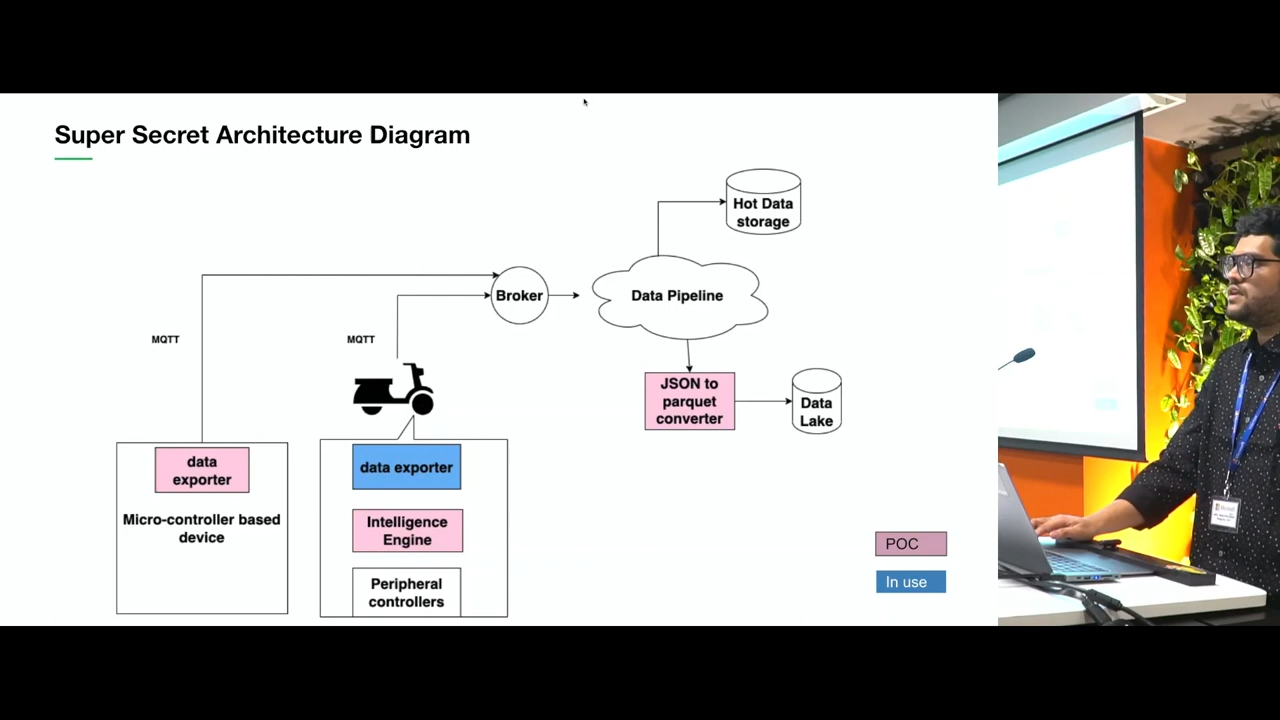 Super Secret Architecture Diagram
Hot Data
storage
Broker
Data Pipeline
MQTT
MQTT
JSON to
parquet
converter
Data
Lake
data
exporter
Micro-controller based
device
data exporter
Intelligence
Engine
Peripheral
controllers
POC
In use